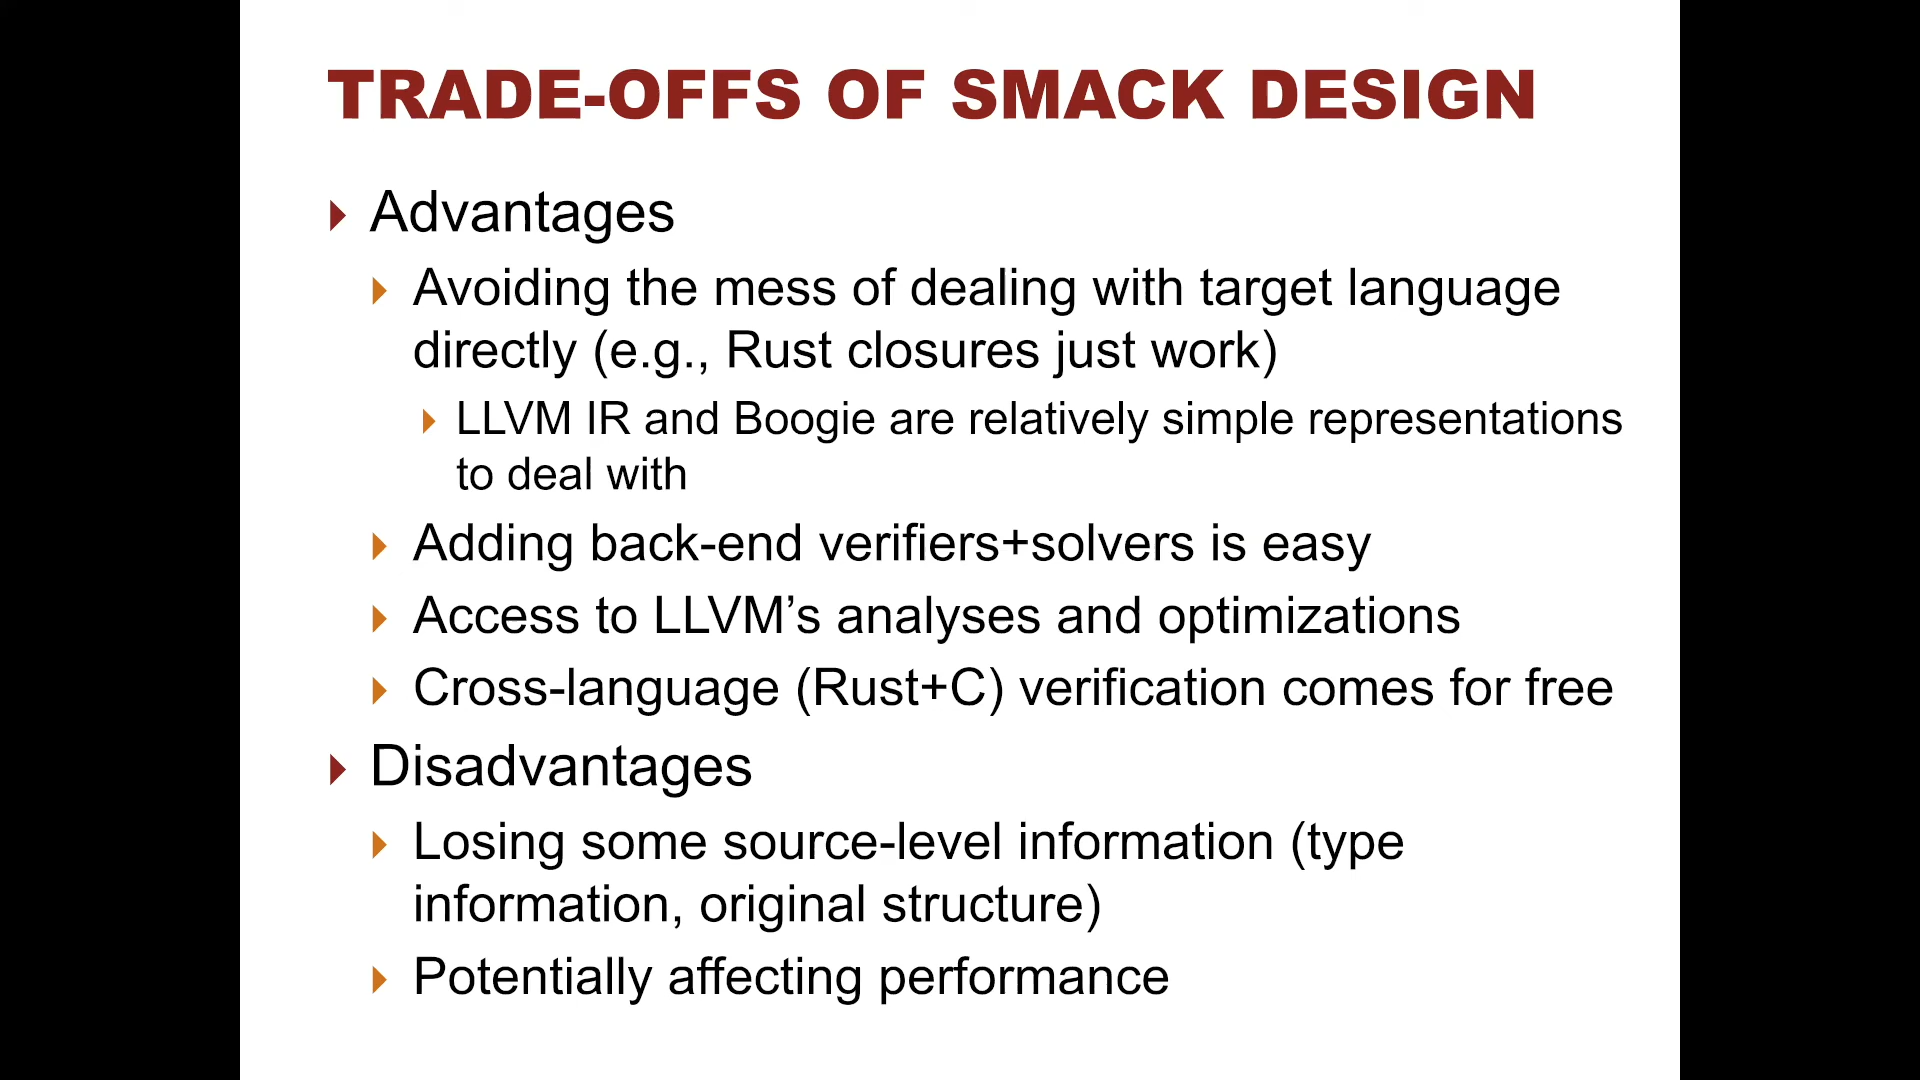 TRADE-OFFS OF SMACK DESIGN
Advantages
Avoiding the mess of dealing with target language
directly (e.g., Rust closures just work)
LLVM IR and Boogie are relatively simple representations
to deal with
Adding back-end verifiers+solvers is easy
Access to LLVM’s analyses and optimizations
Cross-language (Rust+C) verification comes for free
Disadvantages
Losing some source-level information (type
information, original structure)
Potentially affecting performance